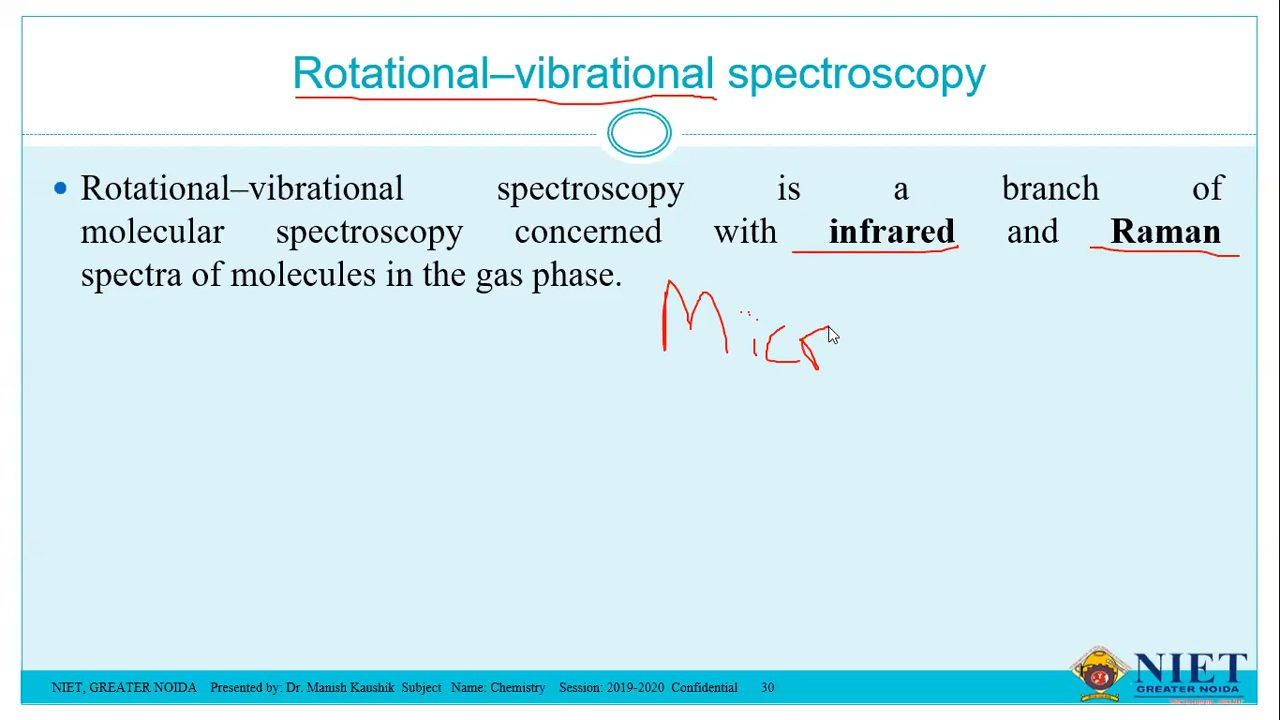 Rotational–vibrational spectroscopy
• Rotational–vibrational spectroscopy is a branch of
molecular spectroscopy concerned with infrared and Raman
spectra of molecules in the gas phase.
Micr
NIET, GREATER NOIDA Presented by: Dr. Manish Kaushik Subject Name: Chemistry Session: 2019-2020 Confidential 30
NIET
GREATER NOIDA